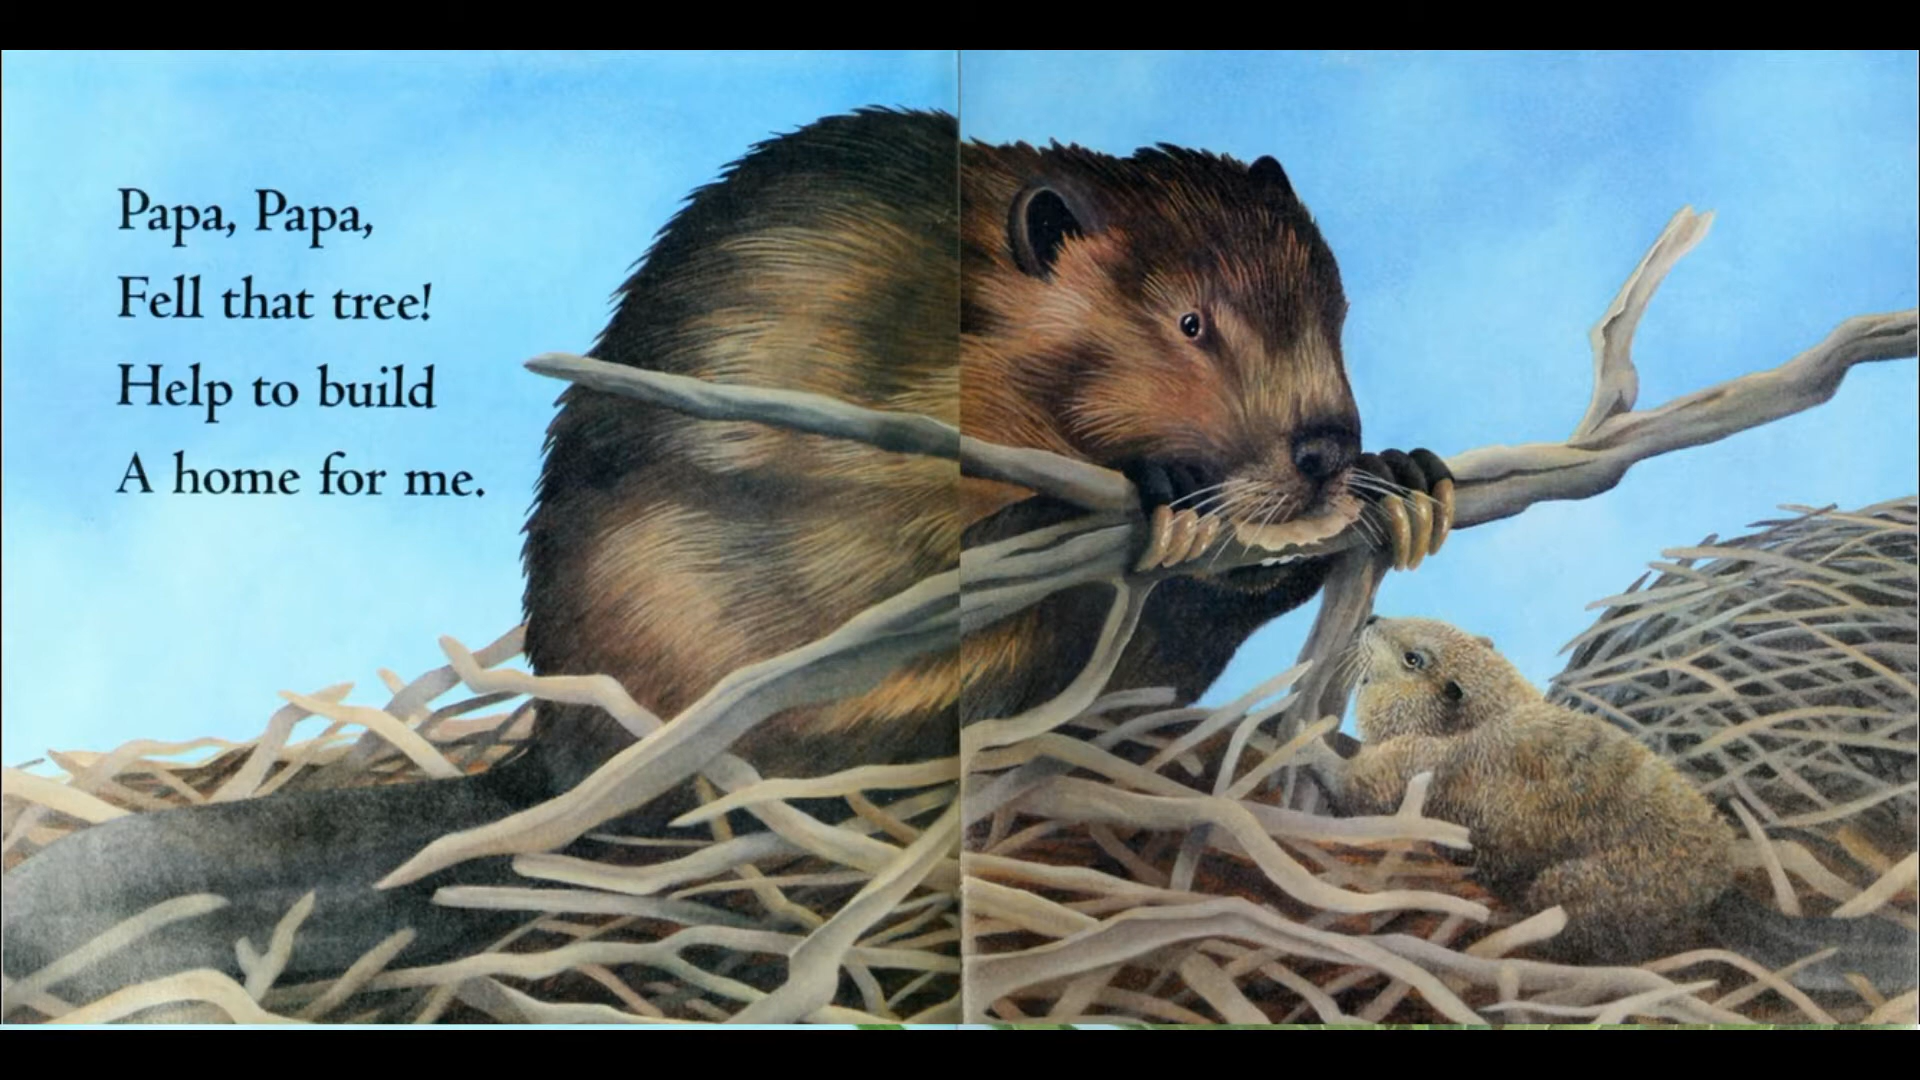 Papa, Papa,
Fell that tree!
Help to build
A home for me.